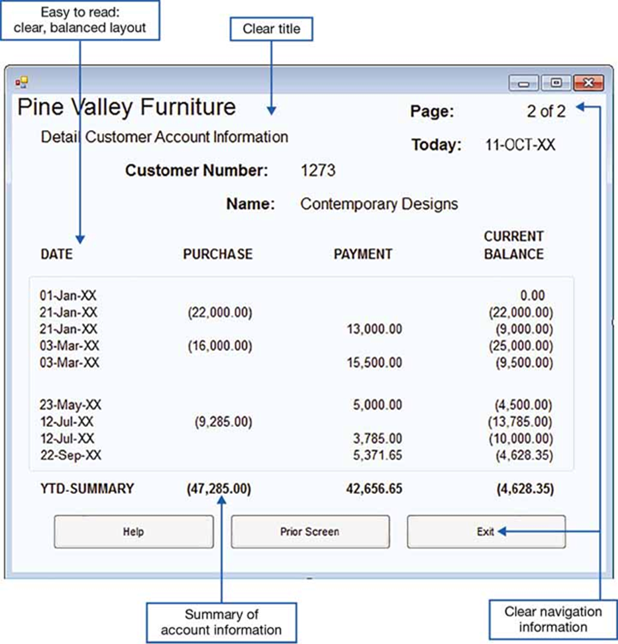 Easy to read:
clear, balanced layout
Clear title
Pine Valley Furniture
Page: 2 of 2
Detail Customer Account Information
Today: 11-OCT-XX
Customer Number: 1273
Name: Contemporary Designs
DATE PURCHASE PAYMENT CURRENT
BALANCE
01-Jan-XX 0.00
21-Jan-XX (22,000.00) (22,000.00)
21-Jan-XX 13,000.00 (9,000.00)
03-Mar-XX (16,000.00) (25,000.00)
03-Mar-XX 15,500.00 (9,500.00)
23-May-XX 5,000.00 (4,500.00)
12-Jul-XX (9,285.00) (13,785.00)
12-Jul-XX 3,785.00 (10,000.00)
22-Sep-XX 5,371.65 (4,628.35)
YTD-SUMMARY (47,285.00) 42,656.65 (4,628.35)
Help Prior Screen Exit
Summary of
account information
Clear navigation
information